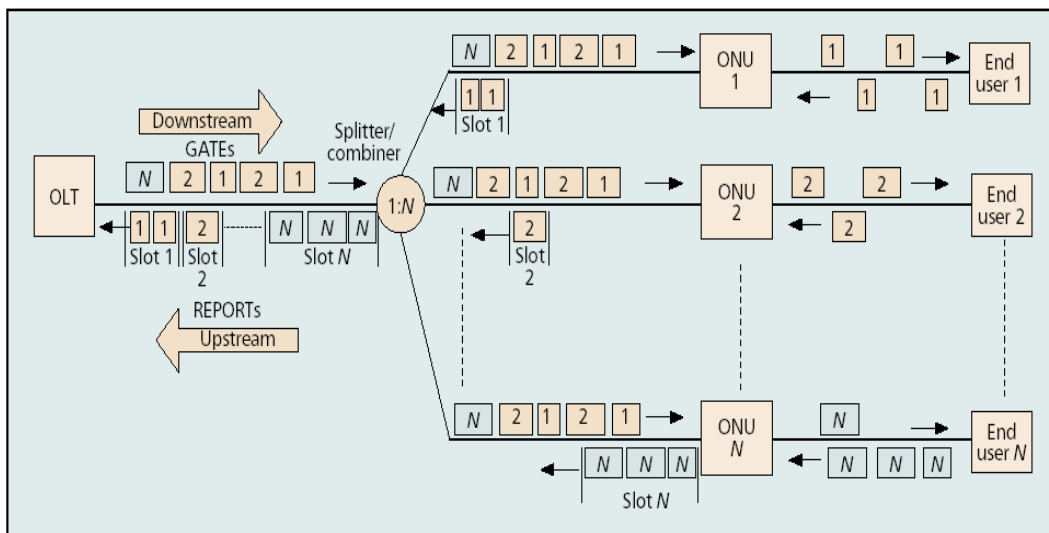 N 2 1 2 1
ONU 1
1 1
End user 1
1 1
Slot 1
1 1
Downstream
GATEs
Splitter/ combiner
OLT
N 2 1 2 1
1:N
N 2 1 2 1
ONU 2
2 2
End user 2
1 1
Slot 1
2
Slot 2
N N N
Slot N
2
Slot 2
2
REPORTs
Upstream
N 2 1 2 1
ONU N
N
End user N
N N N
Slot N
N N N